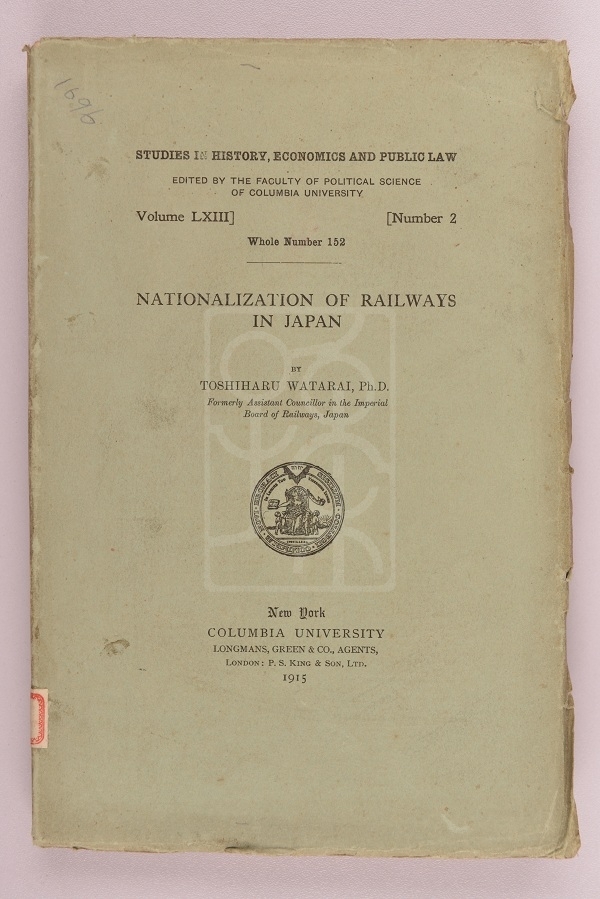 1696
STUDIES IN HISTORY, ECONOMICS AND PUBLIC LAW
EDITED BY THE FACULTY OF POLITICAL SCIENCE
OF COLUMBIA UNIVERSITY
Volume LXIII] [Number 2
Whole Number 152
NATIONALIZATION OF RAILWAYS
IN JAPAN
BY
TOSHIHARU WATARAI, Ph.D.
Formerly Assistant Councillor in the Imperial
Board of Railways, Japan
New York
COLUMBIA UNIVERSITY
LONGMANS, GREEN & CO., AGENTS,
LONDON: P. S. KING & SON, LTD.
1915